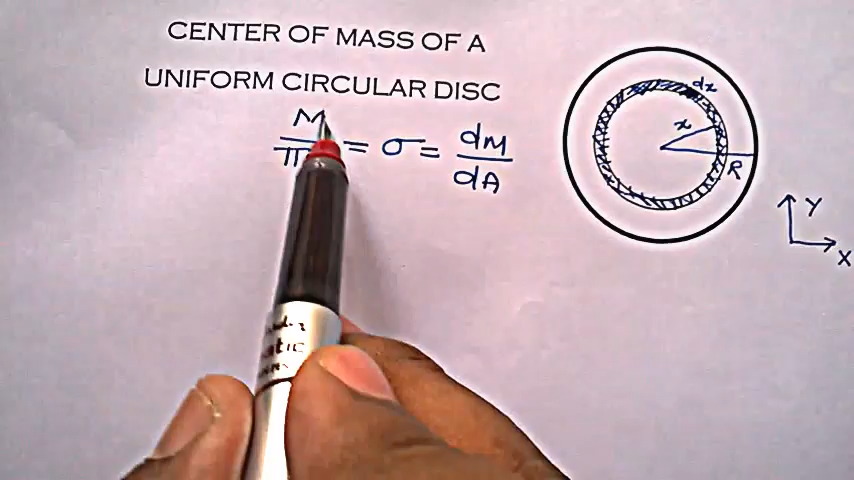 CENTER OF MASS OF A
UNIFORM CIRCULAR DISC
M
π = σ = dM
dA
dx
x
R
Y
X